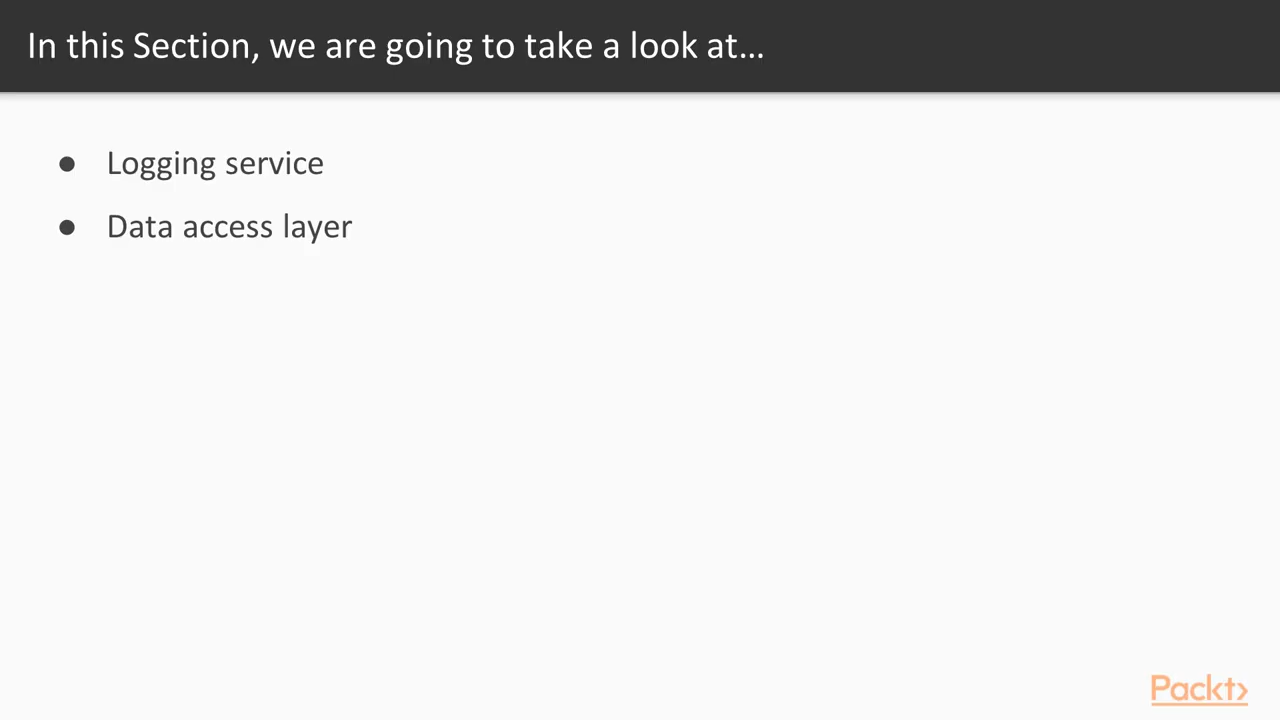 In this Section, we are going to take a look at...
● Logging service
● Data access layer
Packt>